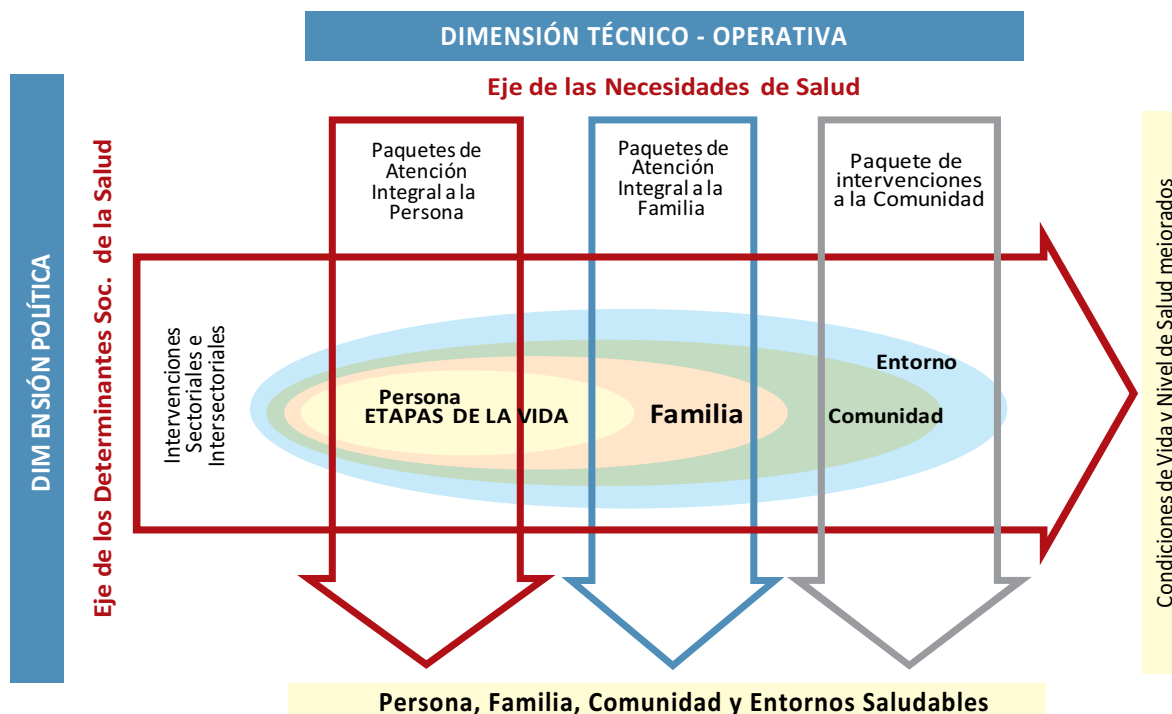 DIMENSIÓN TÉCNICO - OPERATIVA
Eje de las Necesidades de Salud
DIMENSIÓN POLÍTICA
Eje de los Determinantes Soc. de la Salud
Paquetes de
Atención
Integral a la
Persona
Paquetes de
Atención
Integral a la
Familia
Paquete de
intervenciones
a la Comunidad
Intervenciones
Sectoriales e
Intersectoriales
Entorno
Persona
ETAPAS DE LA VIDA
Familia
Comunidad
Condiciones de Vida y Nivel de Salud mejorados
Persona, Familia, Comunidad y Entornos Saludables